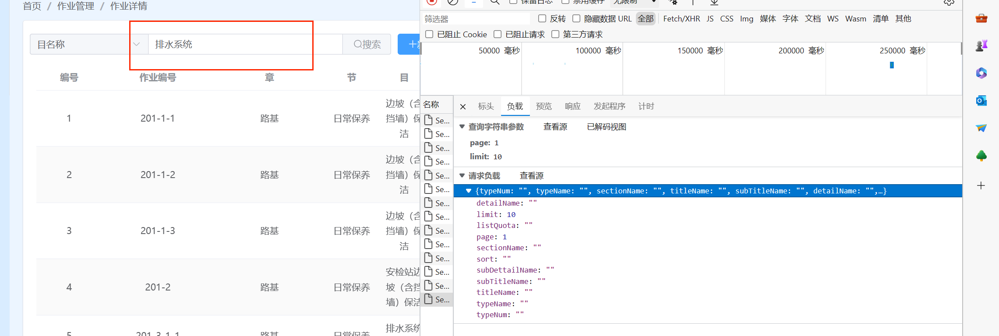 首页 / 作业管理 / 作业详情
目名称
排水系统
搜索
编号 作业编号 章 节 目
1 201-1-1 路基 日常保养 边坡（含
挡墙）保
洁
2 201-1-2 路基 日常保养 边坡（含
挡墙）保
洁
3 201-1-3 路基 日常保养 边坡（含
挡墙）保
洁
4 201-2 路基 日常保养 安检站边
坡（含挡
墙）保洁
5 201-3-1-1 路基 日常保养 排水系统
保留日志 禁用缓存 无限制
筛选器 反转 隐藏数据 URL 全部 Fetch/XHR JS CSS Img 媒体 字体 文档 WS Wasm 清单 其他
已阻止 Cookie 已阻止请求 第三方请求
50000 毫秒 100000 毫秒 150000 毫秒 200000 毫秒 250000 毫秒
名称
Se...
Se...
Se...
Se...
Se...
Se...
Se...
Se...
Se...
Se...
Se...
Se...
Se...
Se...
标头 负载 预览 响应 发起程序 计时
查询字符串参数 查看源 已解码视图
page: 1
limit: 10
请求负载 查看源
{typeNum: "", typeName: "", sectionName: "", titleName: "", subTitleName: "", detailName: "",…}
detailName: ""
limit: 10
listQuota: ""
page: 1
sectionName: ""
sort: ""
subDettailName: ""
subTitleName: ""
titleName: ""
typeName: ""
typeNum: ""